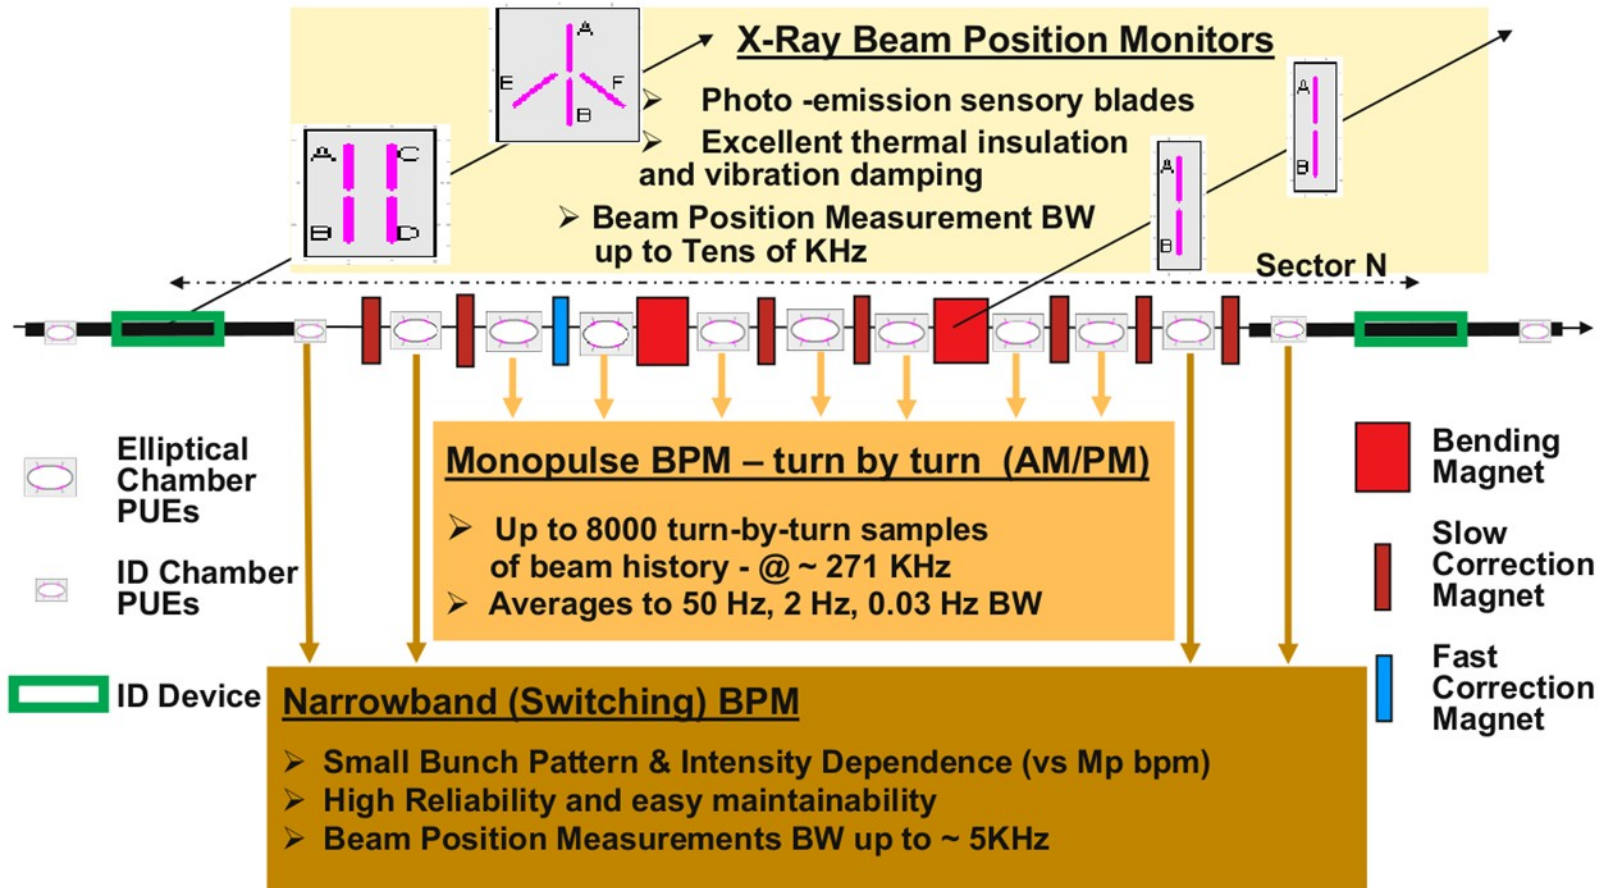 X-Ray Beam Position Monitors
➢ Photo -emission sensory blades
➢ Excellent thermal insulation
and vibration damping
➢ Beam Position Measurement BW
up to Tens of KHz
A
E
F
B
A
C
B
D
A
B
A
B
Sector N
Elliptical
Chamber
PUEs
ID Chamber
PUEs
ID Device
Monopulse BPM – turn by turn (AM/PM)
➢ Up to 8000 turn-by-turn samples
of beam history - @ ~ 271 KHz
➢ Averages to 50 Hz, 2 Hz, 0.03 Hz BW
Bending
Magnet
Slow
Correction
Magnet
Fast
Correction
Magnet
Narrowband (Switching) BPM
➢ Small Bunch Pattern & Intensity Dependence (vs Mp bpm)
➢ High Reliability and easy maintainability
➢ Beam Position Measurements BW up to ~ 5KHz